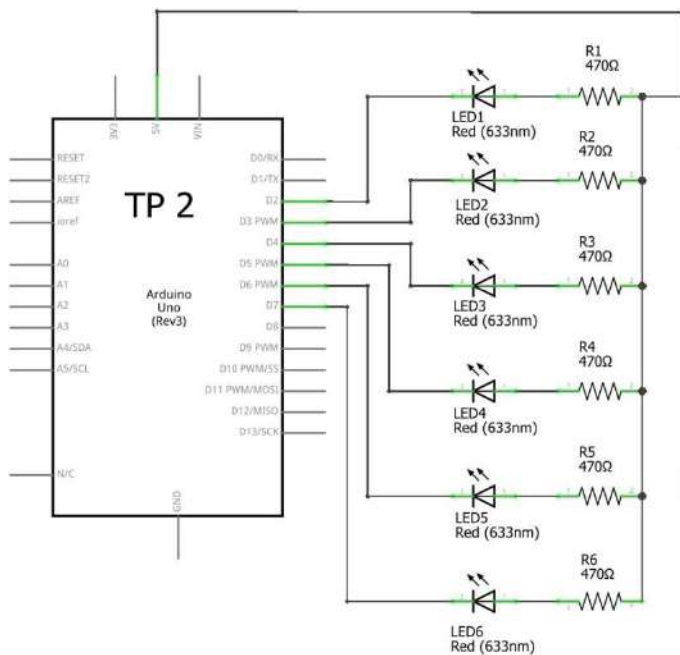 3V3
5V
VIN
RESET
RESET2
AREF
ioref
A0
A1
A2
A3
A4/SDA
A5/SCL
N/C
TP 2
Arduino
Uno
(Rev3)
D0/RX
D1/TX
D2
D3 PWM
D4
D5 PWM
D6 PWM
D7
D8
D9 PWM
D10 PWM/SS
D11 PWM/MOSI
D12/MISO
D13/SCK
GND
R1
470Ω
LED1
Red (633nm)
R2
470Ω
LED2
Red (633nm)
R3
470Ω
LED3
Red (633nm)
R4
470Ω
LED4
Red (633nm)
R5
470Ω
LED5
Red (633nm)
R6
470Ω
LED6
Red (633nm)